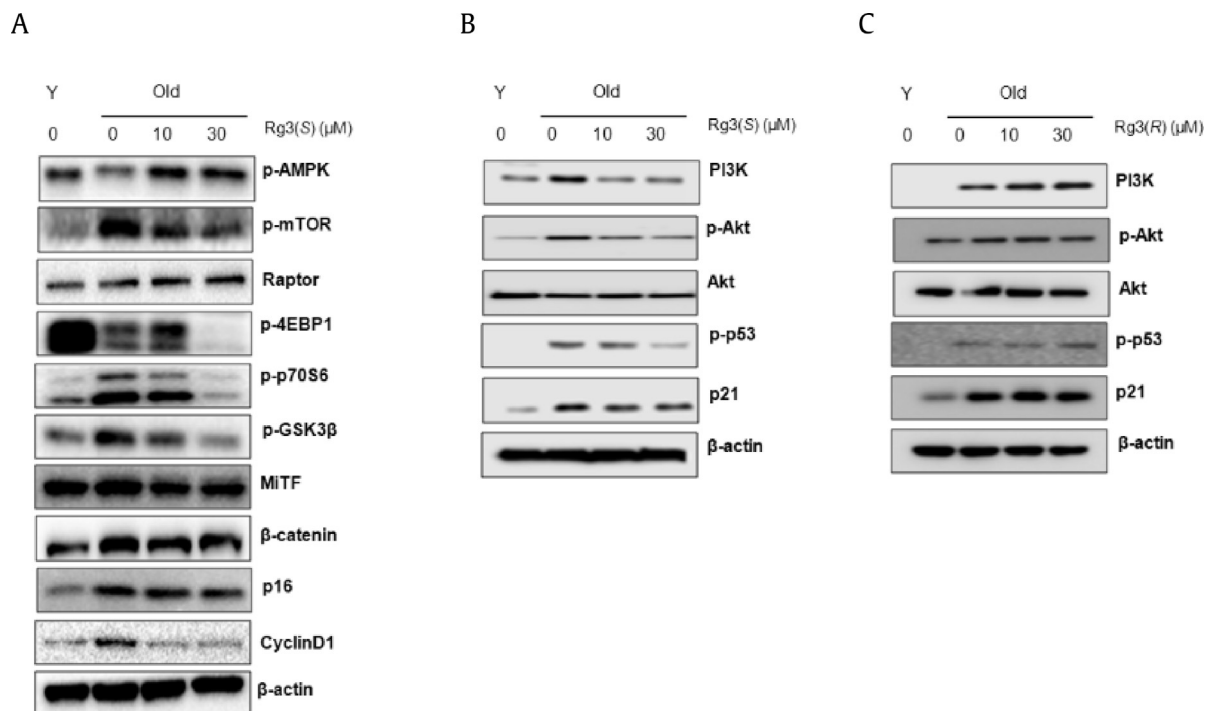 A
Y Old
0 0 10 30 Rg3(S) (µM)
p-AMPK
p-mTOR
Raptor
p-4EBP1
p-p70S6
p-GSK3β
MiTF
β-catenin
p16
CyclinD1
β-actin
B
Y Old
0 0 10 30 Rg3(S) (µM)
PI3K
p-Akt
Akt
p-p53
p21
β-actin
C
Y Old
0 0 10 30 Rg3(R) (µM)
PI3K
p-Akt
Akt
p-p53
p21
β-actin